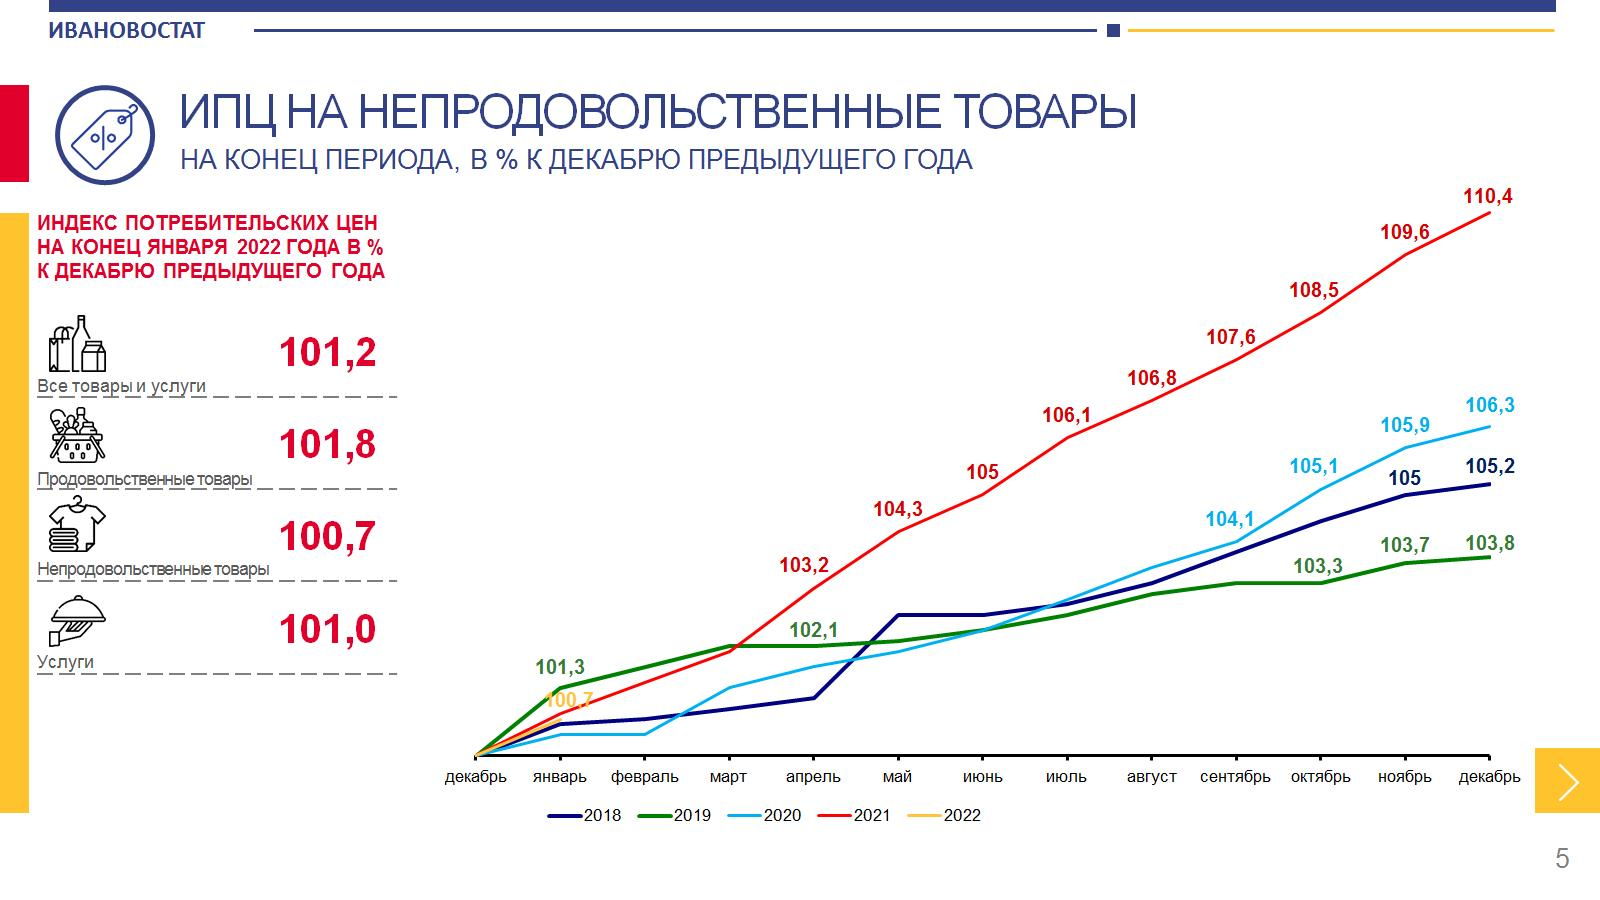 ИВАНОВОСТАТ
ИПЦ НА НЕПРОДОВОЛЬСТВЕННЫЕ ТОВАРЫ
НА КОНЕЦ ПЕРИОДА, В % К ДЕКАБРЮ ПРЕДЫДУЩЕГО ГОДА
ИНДЕКС ПОТРЕБИТЕЛЬСКИХ ЦЕН
НА КОНЕЦ ЯНВАРЯ 2022 ГОДА В %
К ДЕКАБРЮ ПРЕДЫДУЩЕГО ГОДА
101,2
Все товары и услуги
101,8
Продовольственные товары
100,7
Непродовольственные товары
101,0
Услуги
110,4
109,6
108,5
107,6
106,8
106,1
105
104,3
103,2
106,3
105,9
105,1
104,1
105,2
105
103,8
103,7
103,3
102,1
101,3
100,7
декабрь январь февраль март апрель май июнь июль август сентябрь октябрь ноябрь декабрь
2018 2019 2020 2021 2022
5